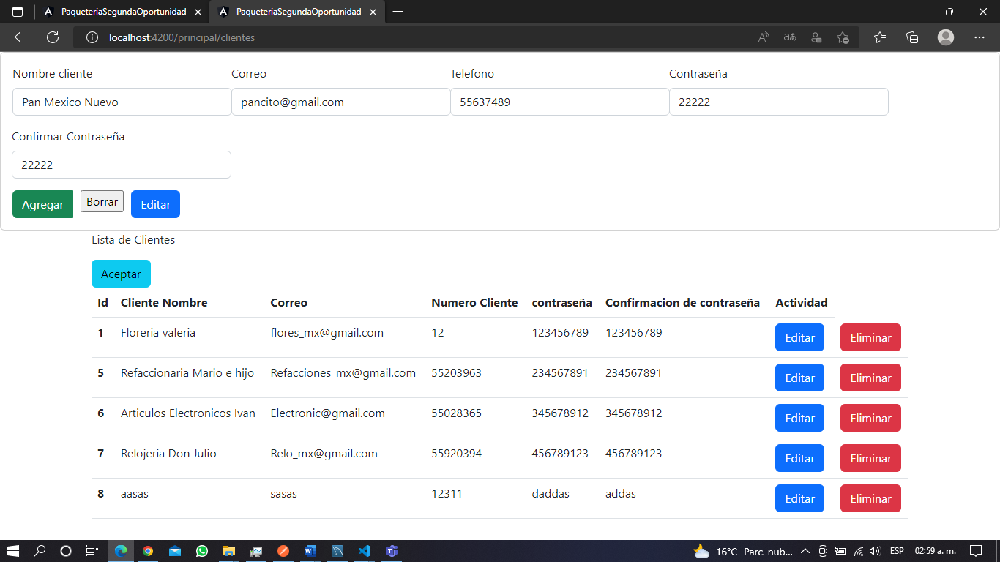 PaqueteriaSegundaOportunidad PaqueteriaSegundaOportunidad
localhost:4200/principal/clientes
Nombre cliente Correo Telefono Contraseña
Pan Mexico Nuevo pancito@gmail.com 55637489 22222
Confirmar Contraseña
22222
Agregar Borrar Editar
Lista de Clientes
Aceptar
Id Cliente Nombre Correo Numero Cliente contraseña Confirmacion de contraseña Actividad
1 Floreria valeria flores_mx@gmail.com 12 123456789 123456789 Editar Eliminar
5 Refaccionaria Mario e hijo Refacciones_mx@gmail.com 55203963 234567891 234567891 Editar Eliminar
6 Articulos Electronicos Ivan Electronic@gmail.com 55028365 345678912 345678912 Editar Eliminar
7 Relojeria Don Julio Relo_mx@gmail.com 55920394 456789123 456789123 Editar Eliminar
8 aasas sasas 12311 daddas addas Editar Eliminar
16°C Parc. nub... ESP 02:59 a. m.